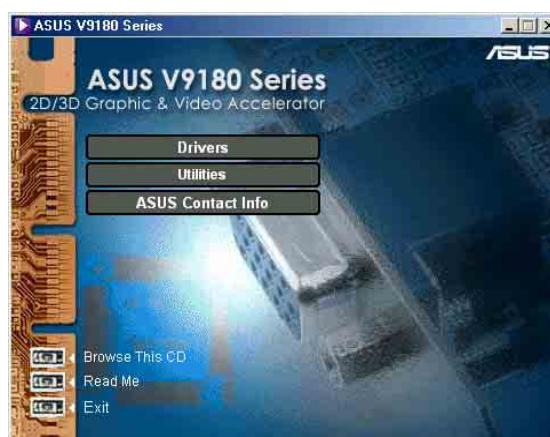 ASUS V9180 Series
ASUS
ASUS V9180 Series
2D/3D Graphic & Video Accelerator
Drivers
Utilities
ASUS Contact Info
Browse This CD
Read Me
Exit